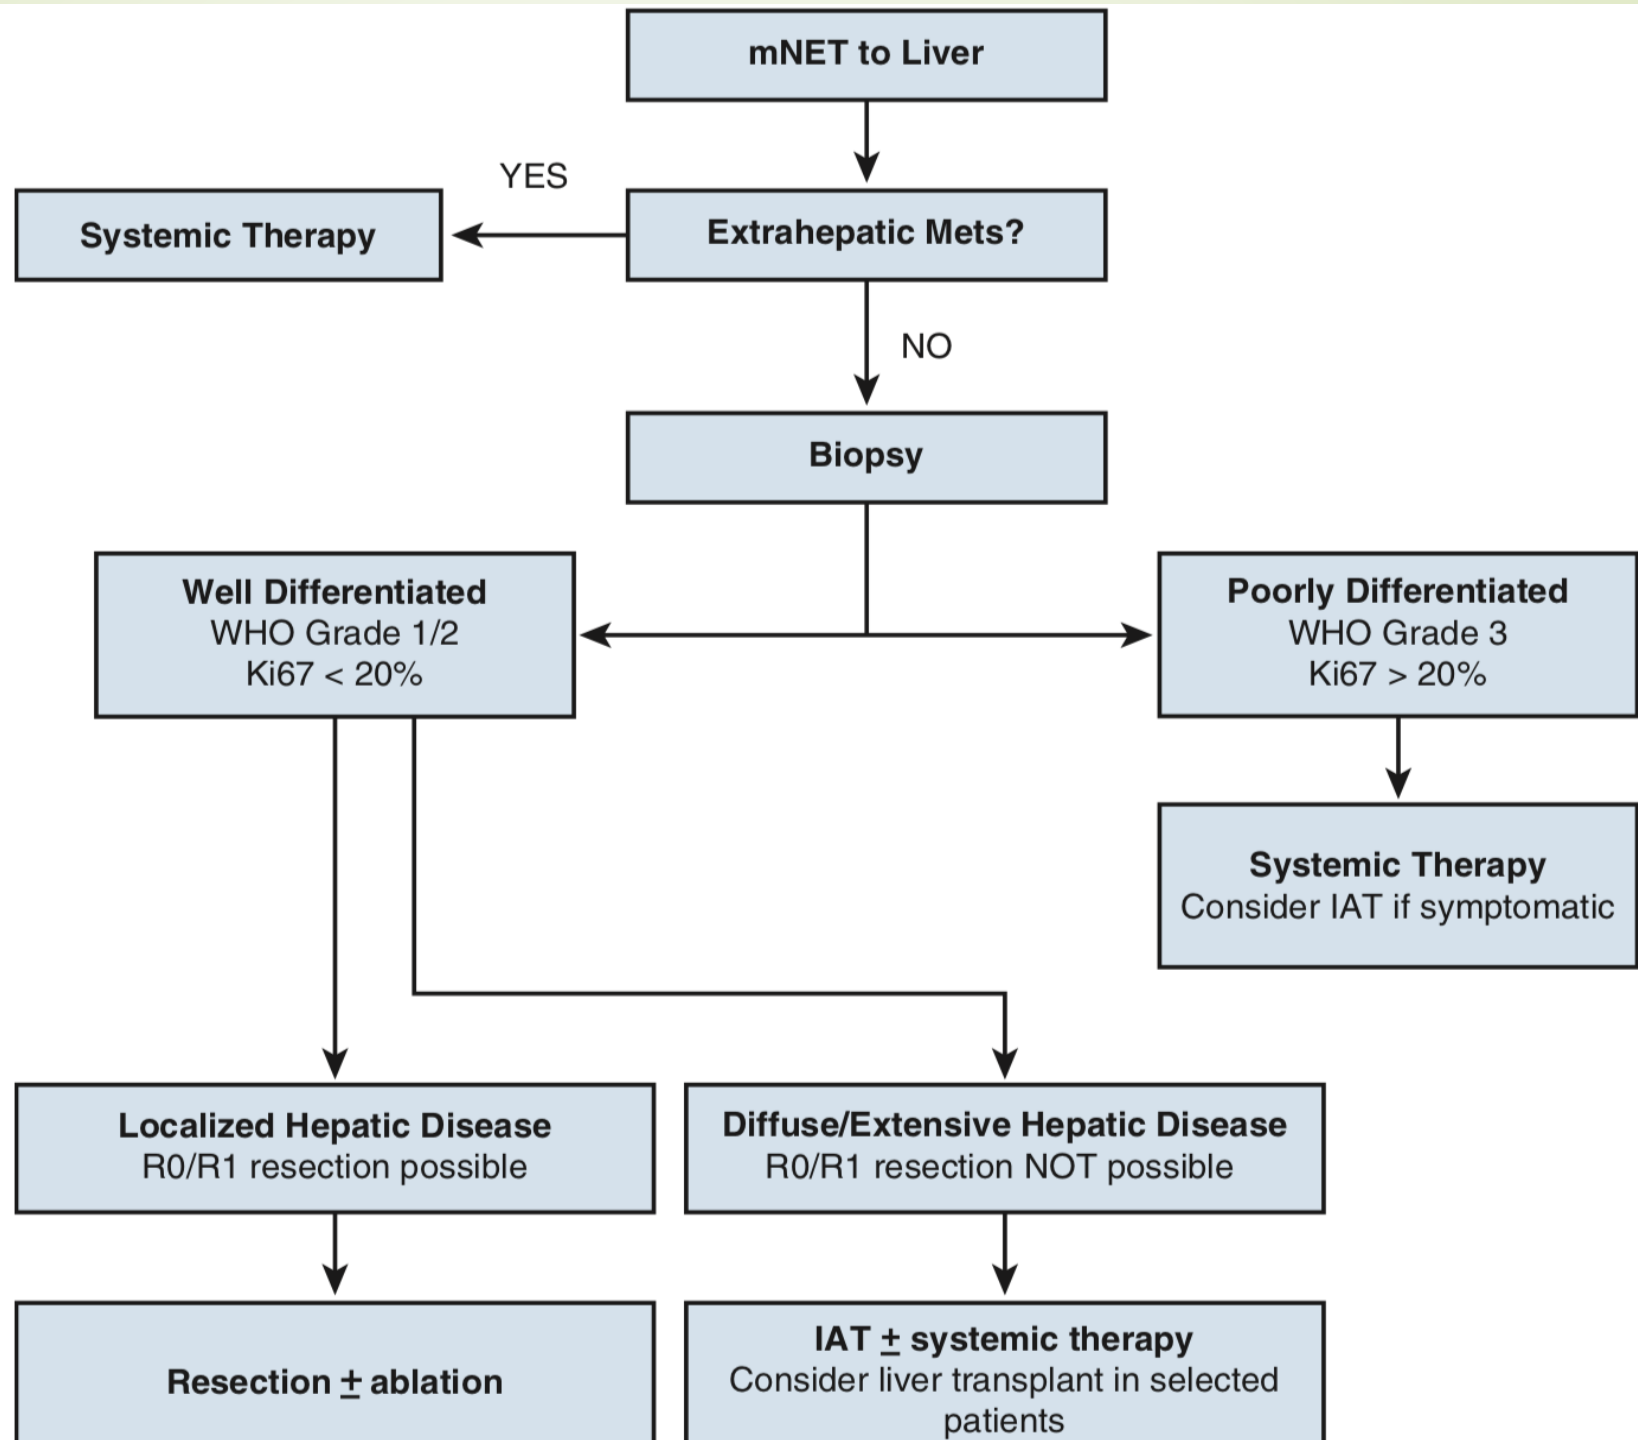 mNET to Liver
YES
Systemic Therapy
Extrahepatic Mets?
NO
Biopsy
Well Differentiated
WHO Grade 1/2
Ki67 < 20%
Poorly Differentiated
WHO Grade 3
Ki67 > 20%
Systemic Therapy
Consider IAT if symptomatic
Localized Hepatic Disease
R0/R1 resection possible
Diffuse/Extensive Hepatic Disease
R0/R1 resection NOT possible
Resection ± ablation
IAT ± systemic therapy
Consider liver transplant in selected
patients